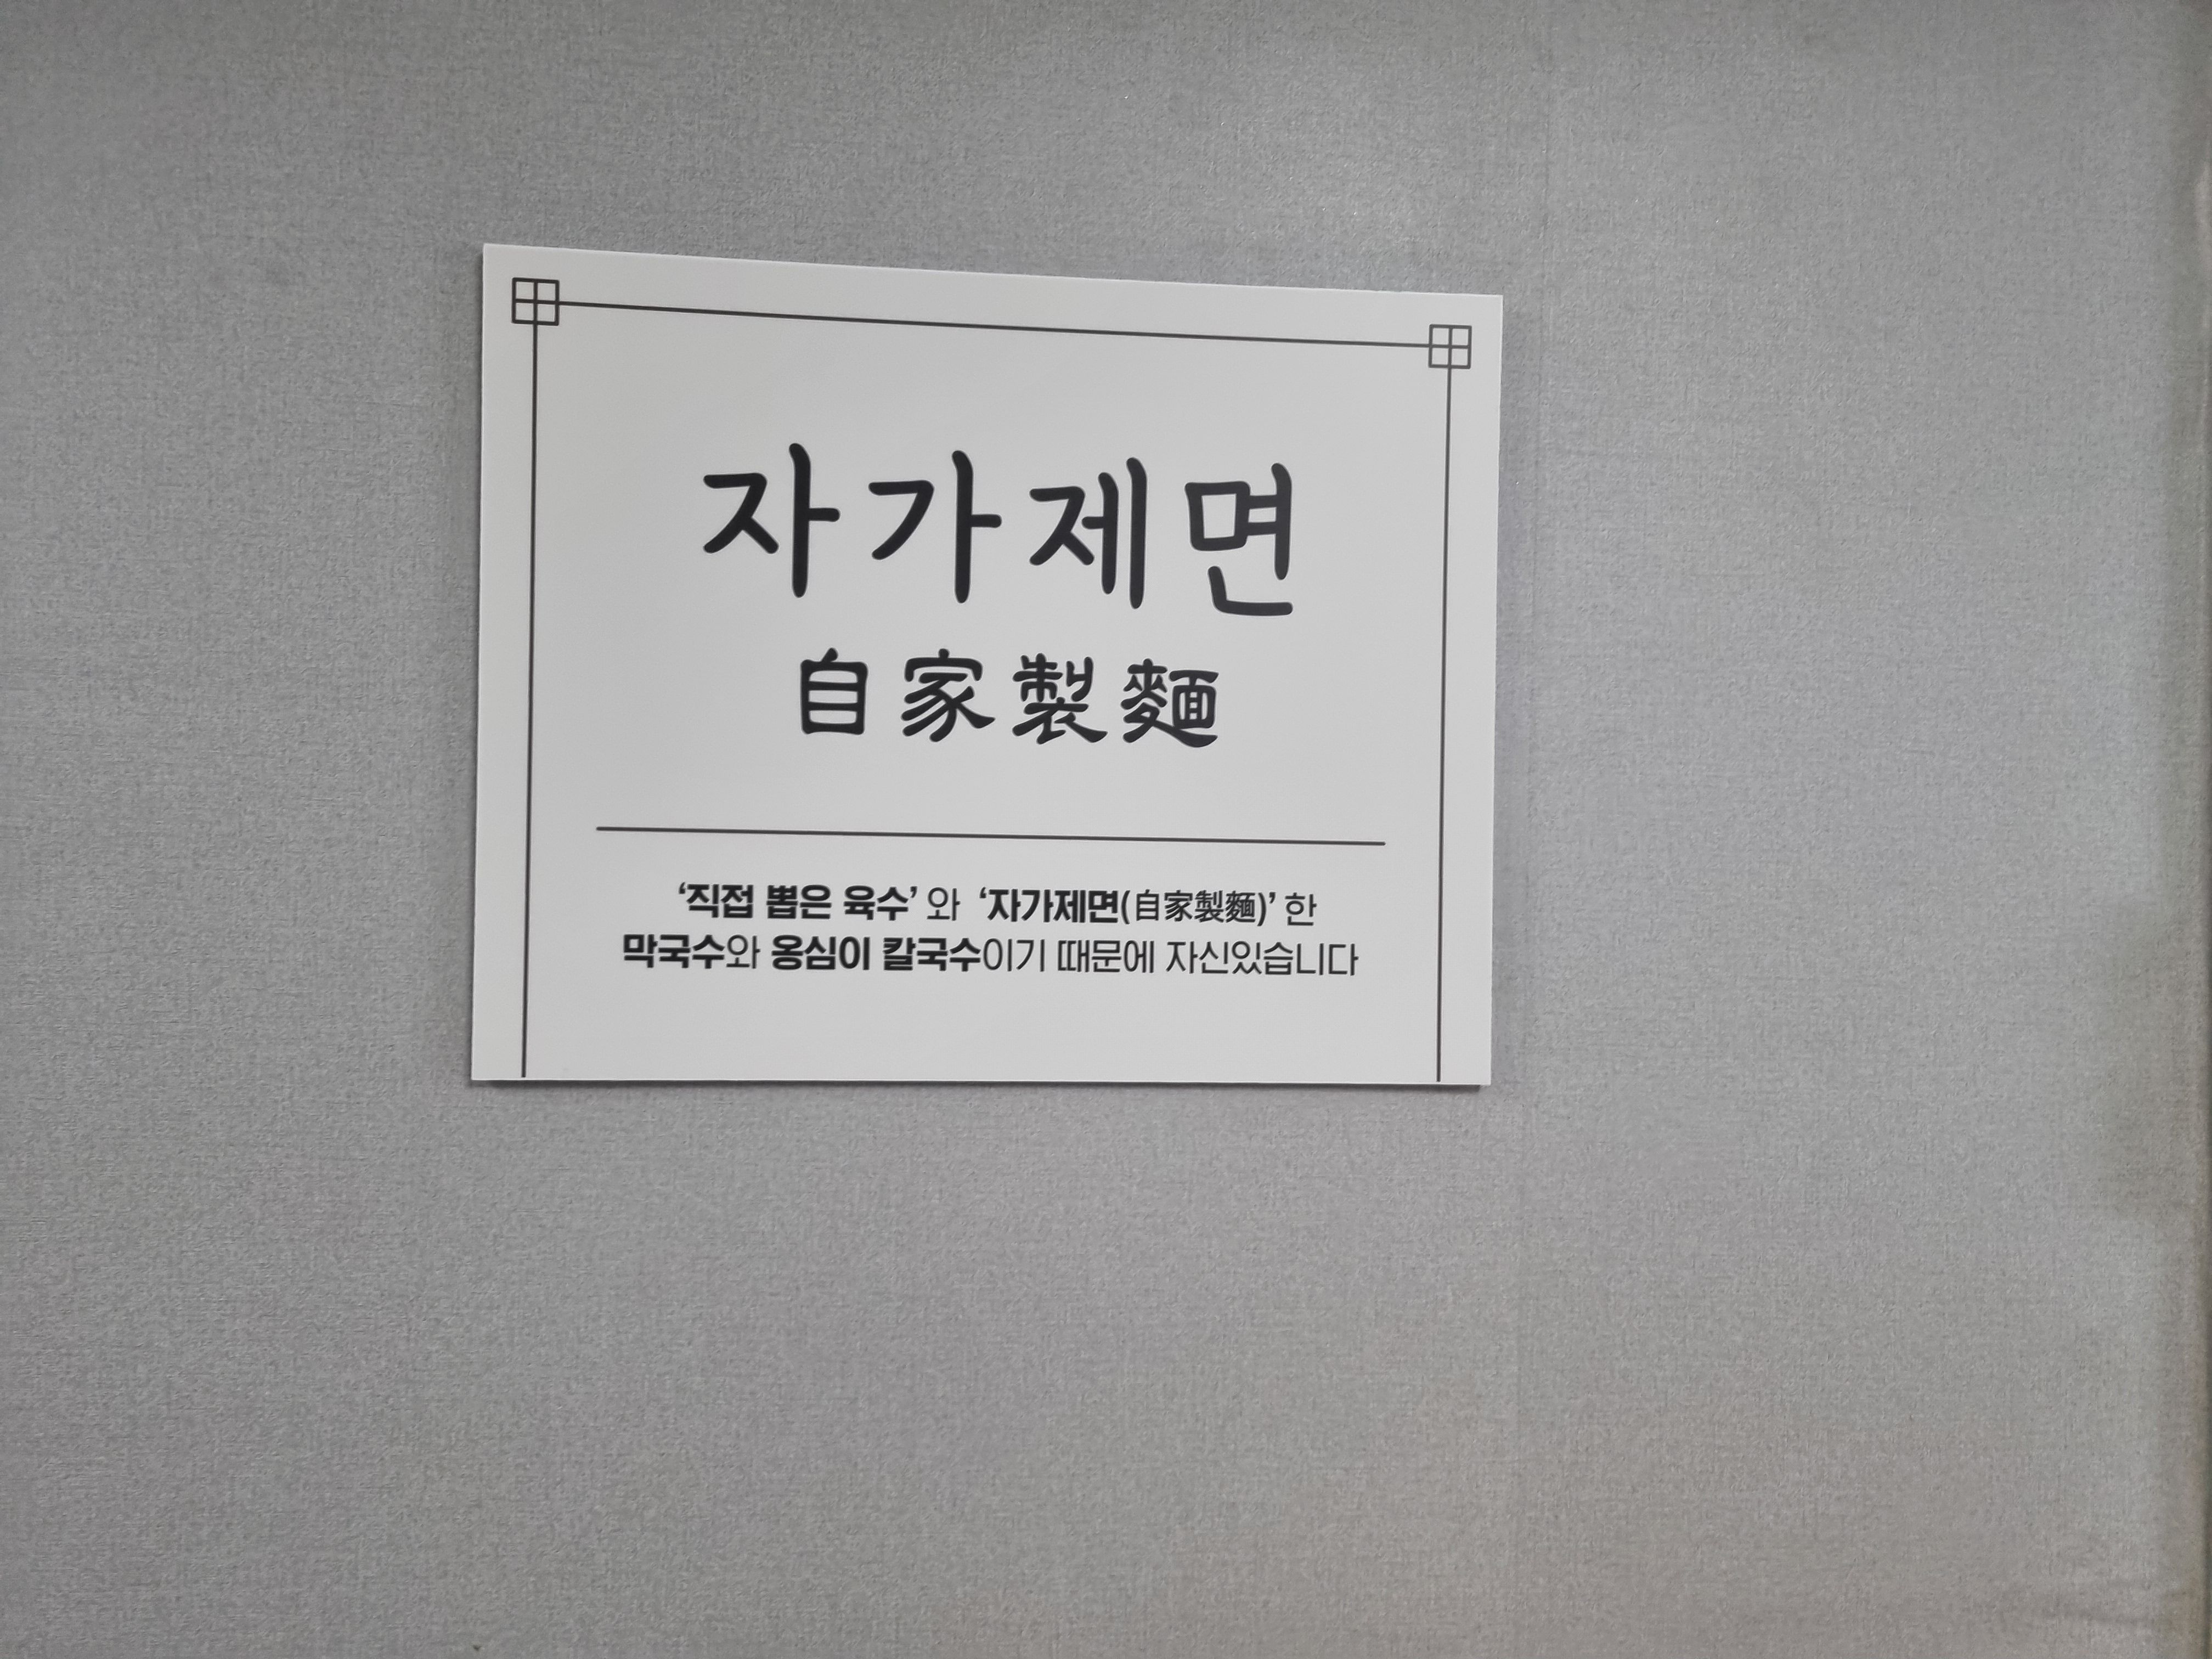 자가제면
自家製麵
‘직접 뽑은 육수’ 와 ‘자가제면(自家製麵)’ 한
막국수와 옹심이 칼국수이기 때문에 자신있습니다